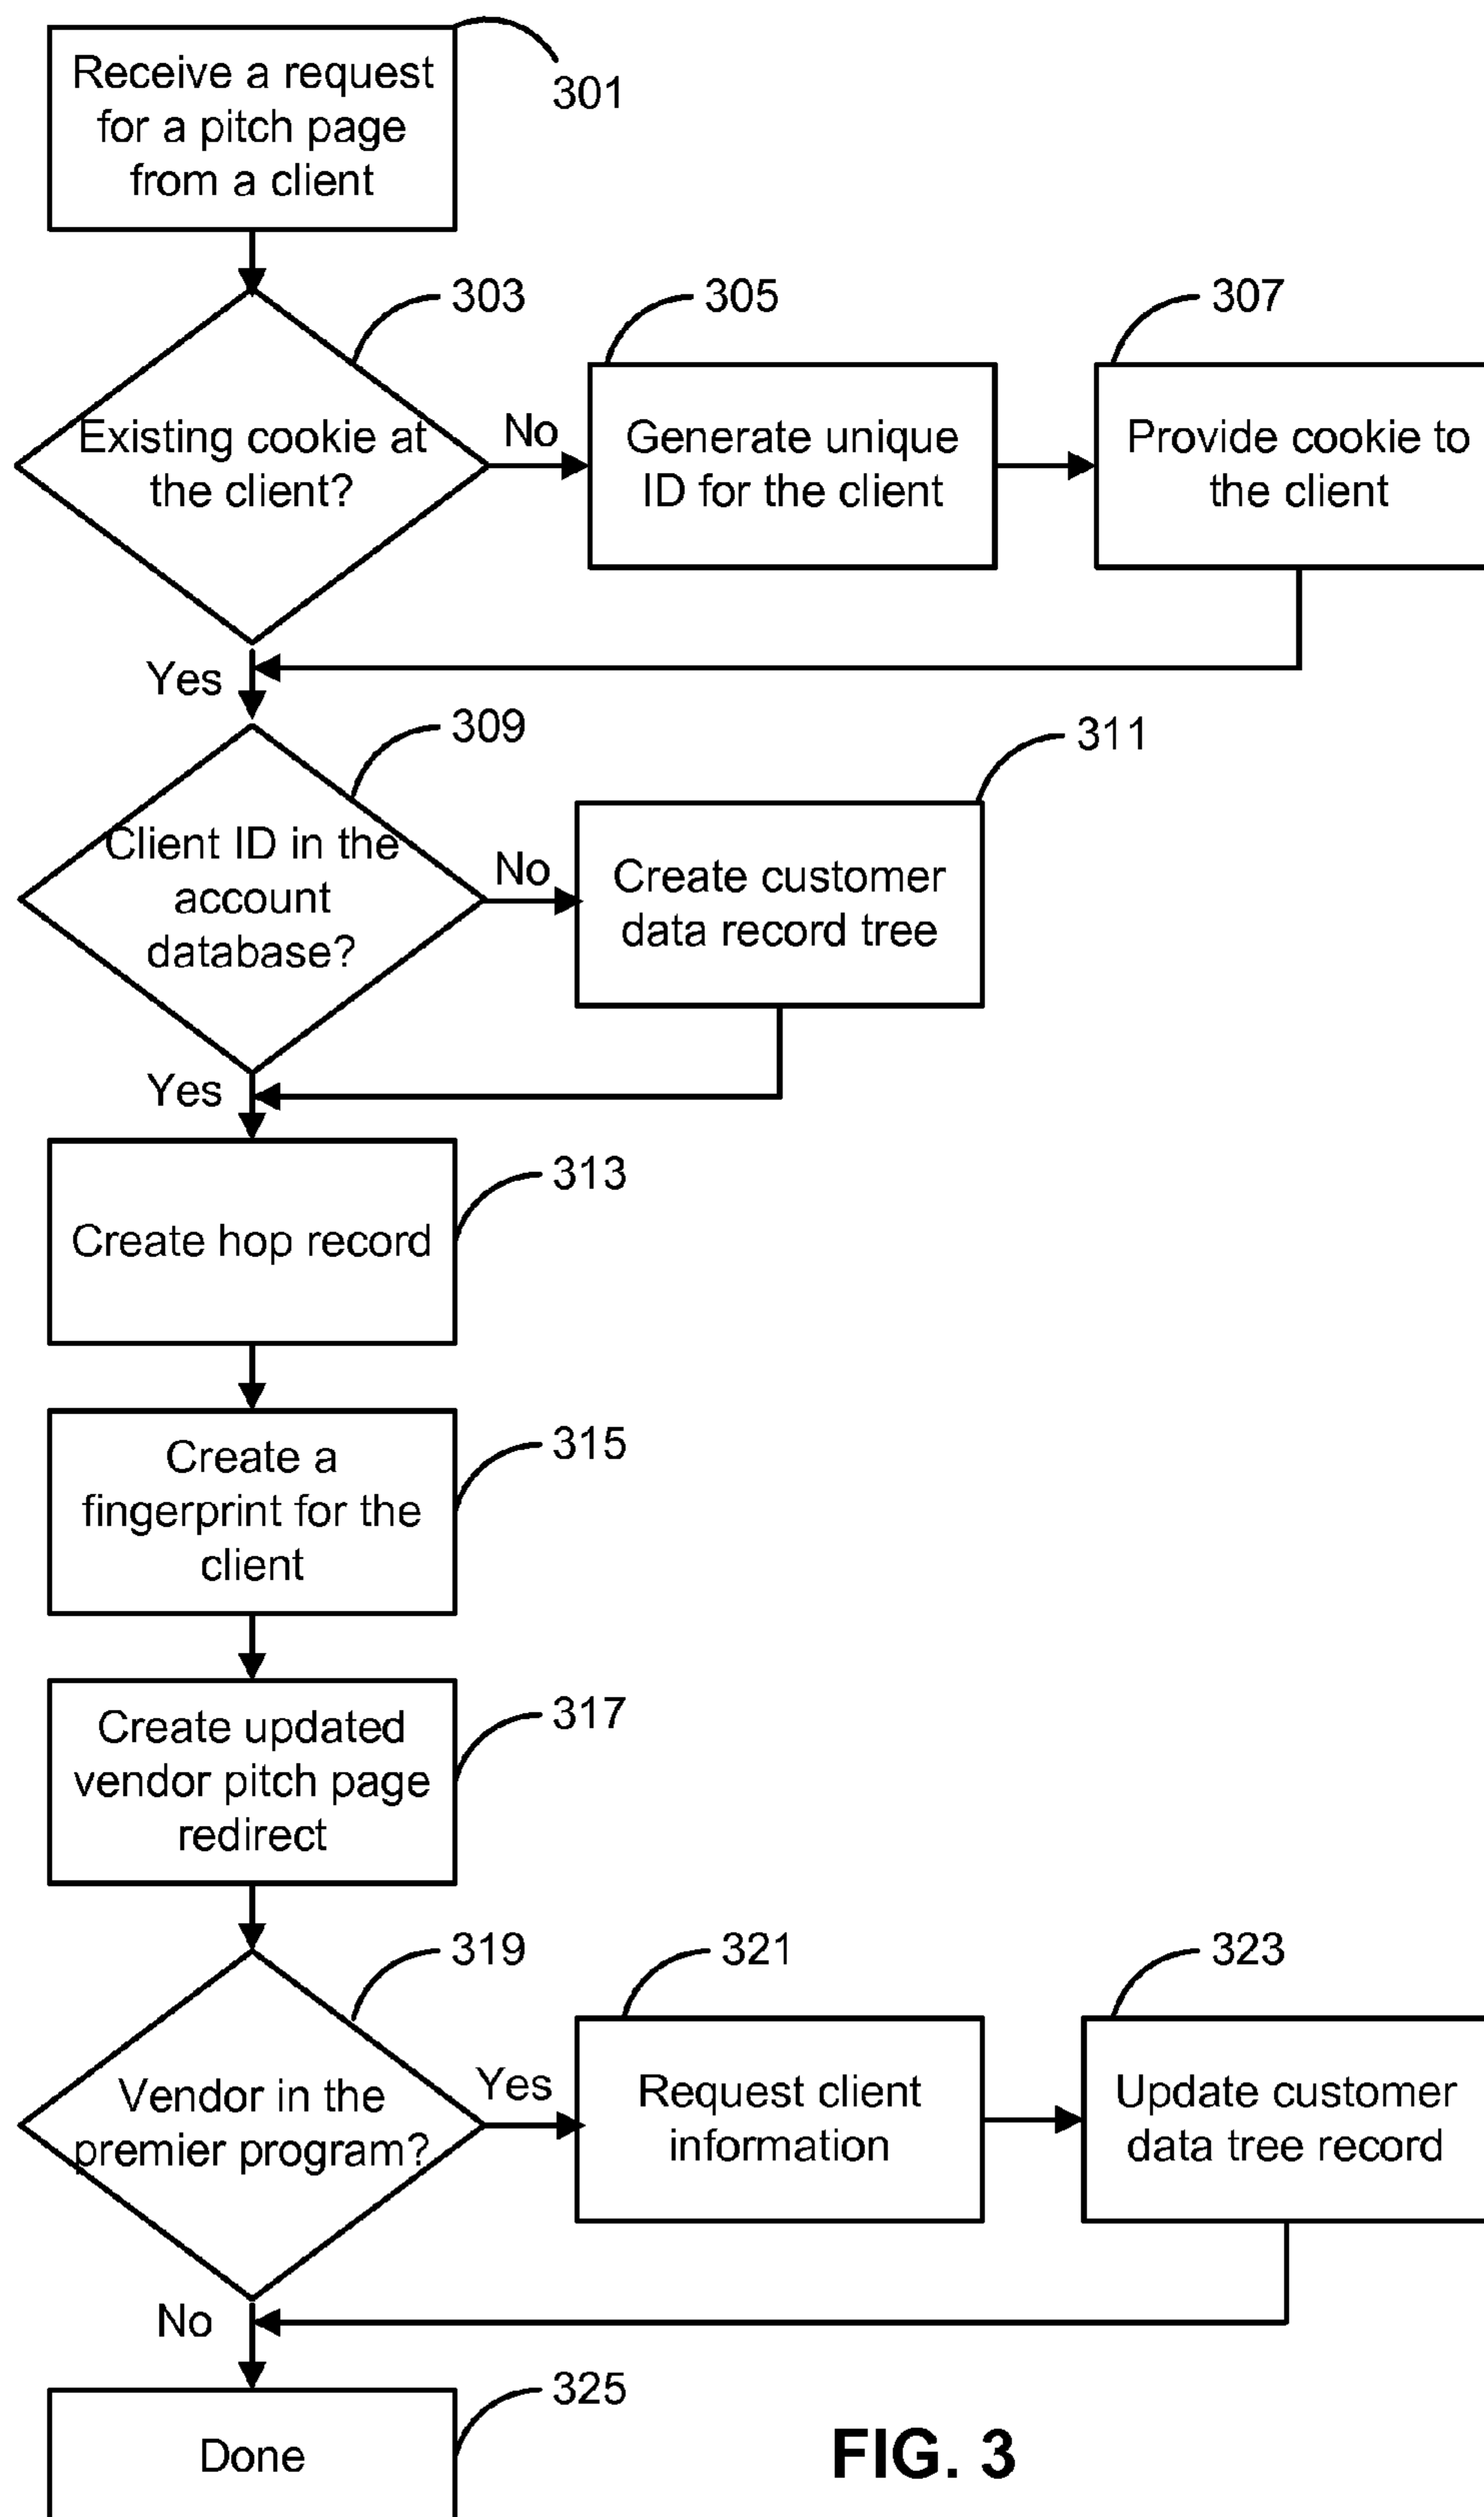 Receive a request
for a pitch page
from a client
301
303
Existing cookie at
the client?
No
305
Generate unique
ID for the client
307
Provide cookie to
the client
Yes
309
Client ID in the
account
database?
No
311
Create customer
data record tree
Yes
313
Create hop record
315
Create a
fingerprint for the
client
317
Create updated
vendor pitch page
redirect
319
Vendor in the
premier program?
Yes
321
Request client
information
323
Update customer
data tree record
No
325
Done
FIG. 3